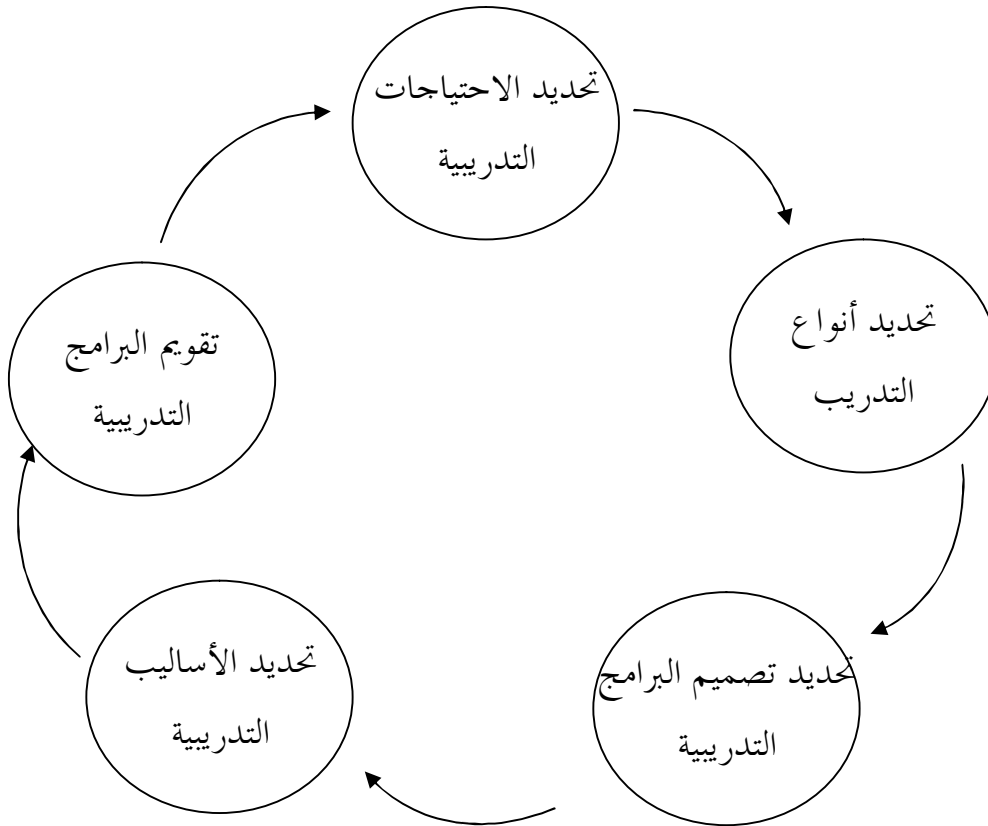 تحديد الاحتياجات
التدريبية
تحديد أنواع
التدريب
تحديد تصميم البرامج
التدريبية
تحديد الأساليب
التدريبية
تقويم البرامج
التدريبية